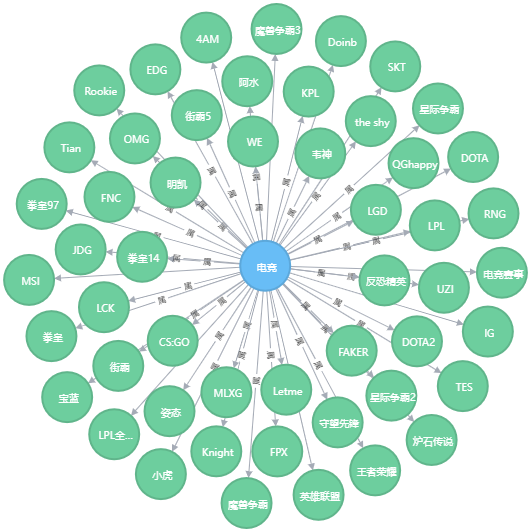 魔兽争霸3
4AM
Doinb
EDG
SKT
阿水
Rookie
KPL
星际争霸
街霸5
the shy
OMG
WE
Tian
韦神
DOTA
QGhappy
明凯
FNC
拳皇97
LGD
RNG
LPL
JDG
拳皇14
电竞
电竞赛事
MSI
反恐精英
UZI
LCK
IG
拳皇
CS:GO
DOTA2
FAKER
街霸
TES
MLXG
Letme
宝蓝
星际争霸2
姿态
守望先锋
LPL全...
炉石传说
Knight
FPX
王者荣耀
小虎
英雄联盟
魔兽争霸